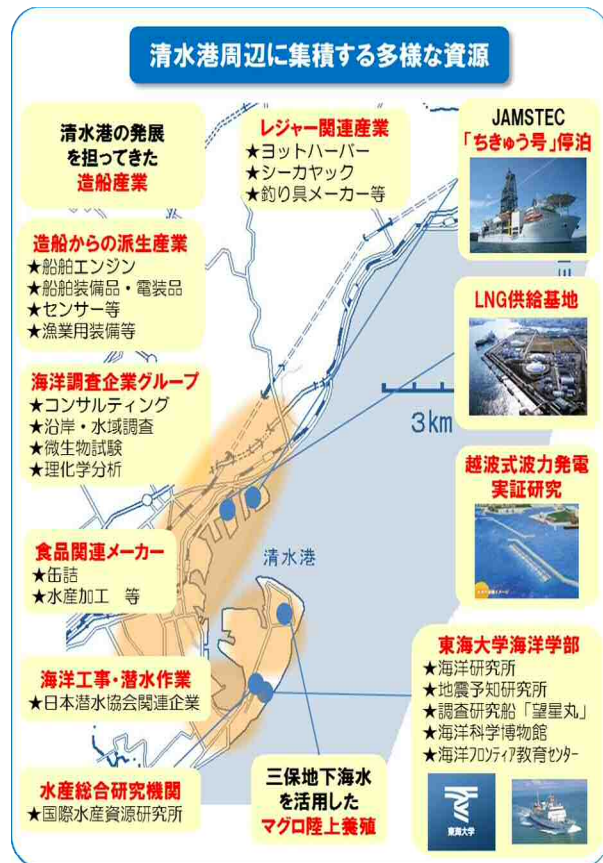 清水港周辺に集積する多様な資源
清水港の発展
を担ってきた
造船産業
レジャー関連産業
★ヨットハーバー
★シーカヤック
★釣り具メーカー等
JAMSTEC
「ちきゅう号」停泊
造船からの派生産業
★船舶エンジン
★船舶装備品・電装品
★センサー等
★漁業用装備等
LNG供給基地
海洋調査企業グループ
★コンサルティング
★沿岸・水域調査
★微生物試験
★理化学分析
3km
越波式波力発電
実証研究
食品関連メーカー
★缶詰
★水産加工 等
清水港
海洋工事・潜水作業
★日本潜水協会関連企業
東海大学海洋学部
★海洋研究所
★地震予知研究所
★調査研究船「望星丸」
★海洋科学博物館
★海洋フロンティア教育センター
東海大学
水産総合研究機関
★国際水産資源研究所
三保地下海水
を活用した
マグロ陸上養殖